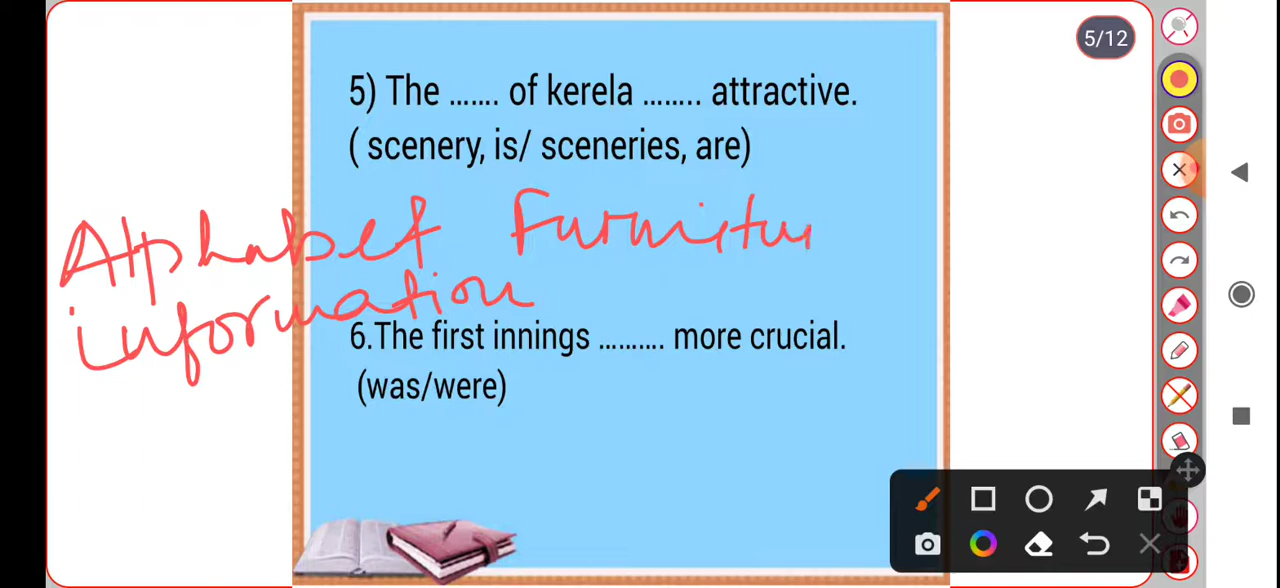 5/12
5) The ....... of kerela ........ attractive.
( scenery, is/ sceneries, are)
Alphabet Furnitur
information
6.The first innings .......... more crucial.
(was/were)